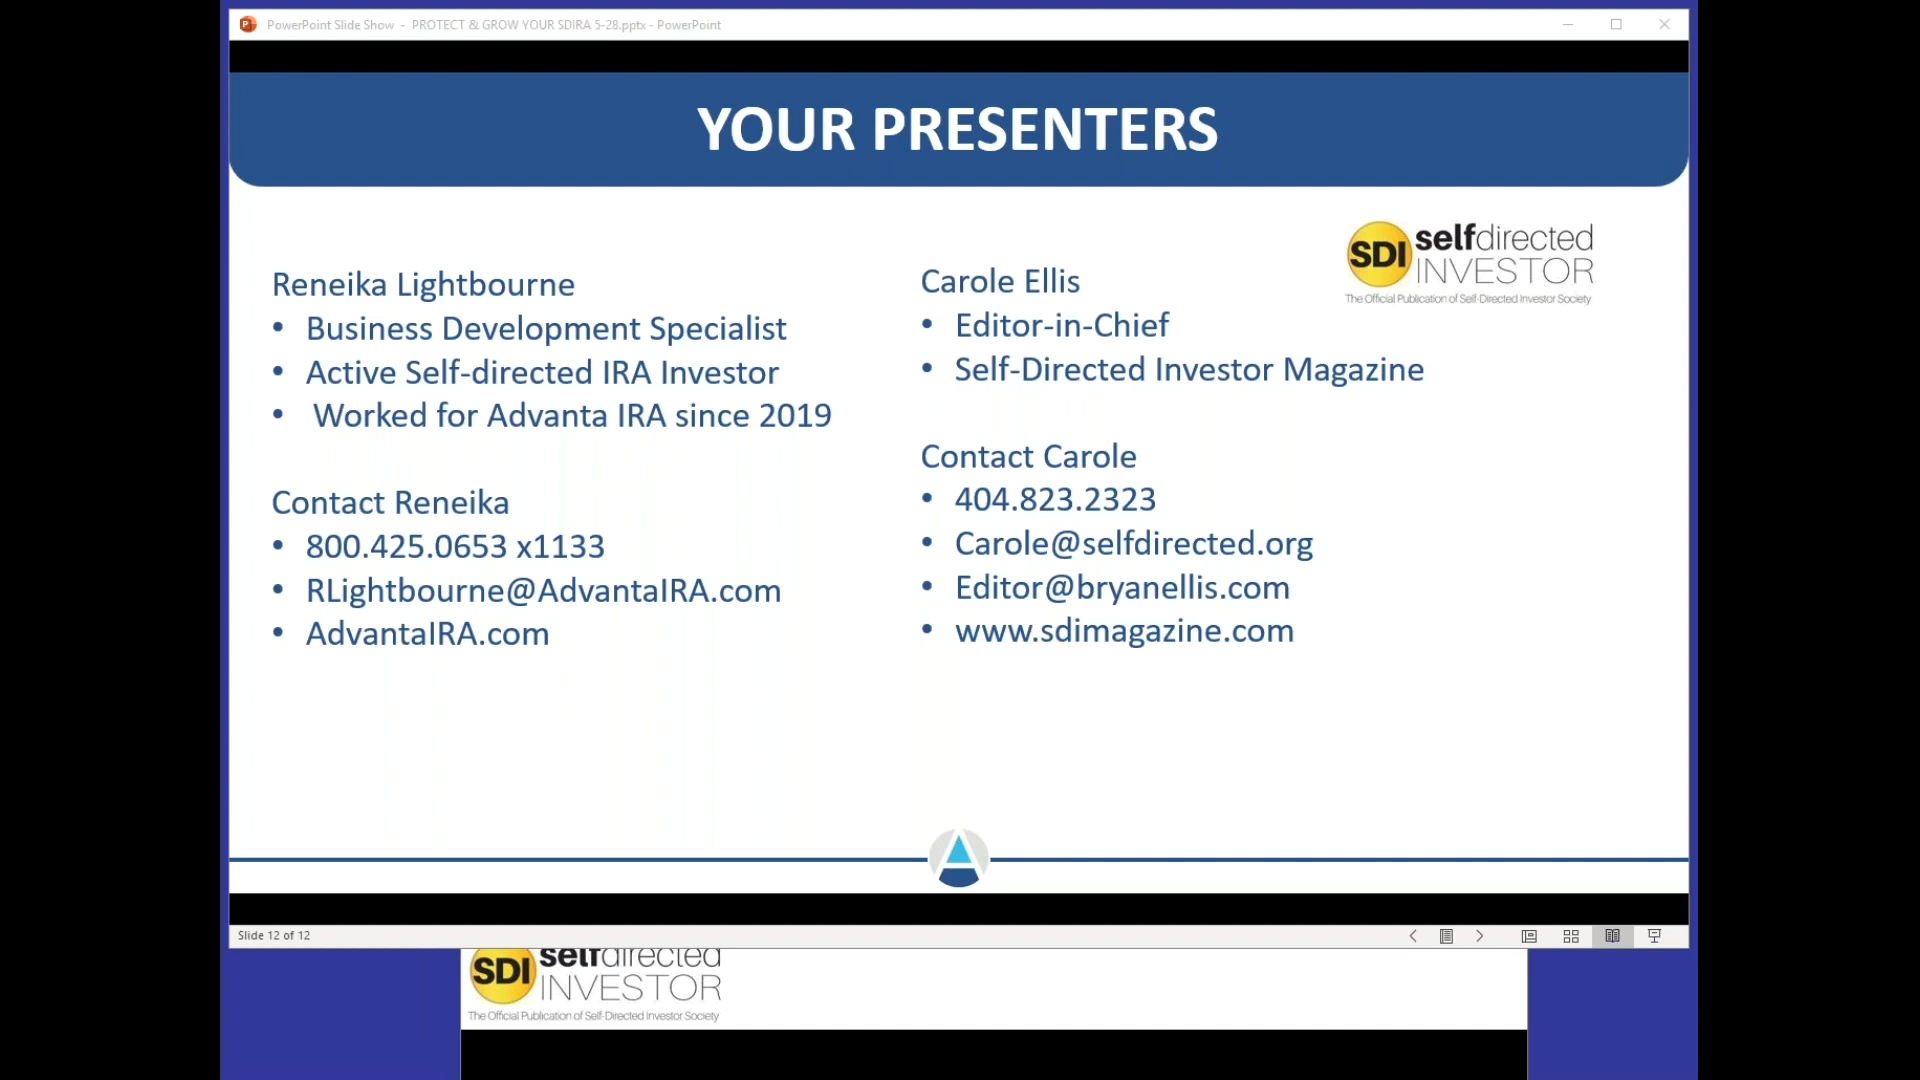 PowerPoint Slide Show - PROTECT & GROW YOUR SDIRA 5-28.pptx - PowerPoint
YOUR PRESENTERS
SDI selfdirected
INVESTOR
The Official Publication of Self-Directed Investor Society
Reneika Lightbourne
• Business Development Specialist
• Active Self-directed IRA Investor
• Worked for Advanta IRA since 2019
Contact Reneika
• 800.425.0653 x1133
• RLightbourne@AdvantaIRA.com
• AdvantaIRA.com
Carole Ellis
• Editor-in-Chief
• Self-Directed Investor Magazine
Contact Carole
• 404.823.2323
• Carole@selfdirected.org
• Editor@bryanellis.com
• www.sdimagazine.com
Slide 12 of 12
SDI selfdirected
INVESTOR
The Official Publication of Self-Directed Investor Society